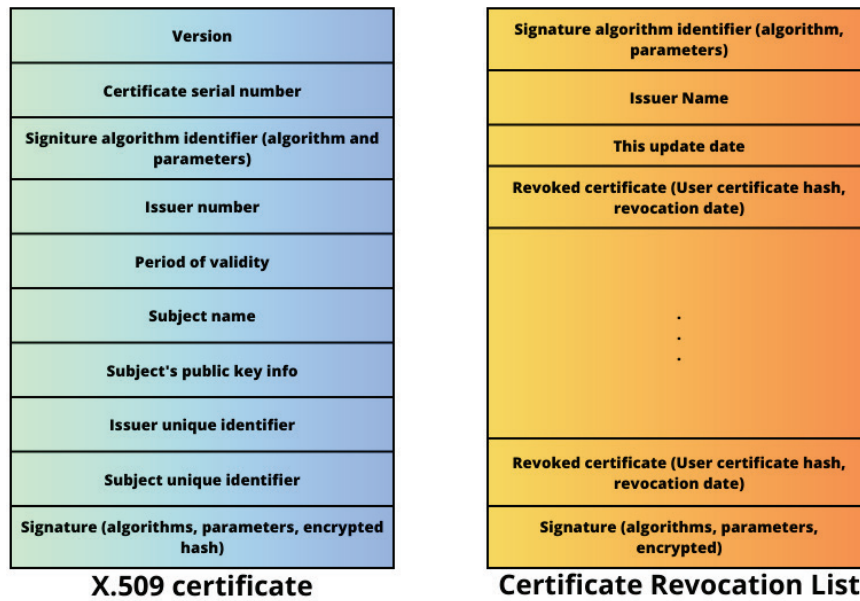 Version
Certificate serial number
Signiture algorithm identifier (algorithm and
parameters)
Issuer number
Period of validity
Subject name
Subject's public key info
Issuer unique identifier
Subject unique identifier
Signature (algorithms, parameters, encrypted
hash)
X.509 certificate
Signature algorithm identifier (algorithm,
parameters)
Issuer Name
This update date
Revoked certificate (User certificate hash,
revocation date)
.
.
.
Revoked certificate (User certificate hash,
revocation date)
Signature (algorithms, parameters,
encrypted)
Certificate Revocation List